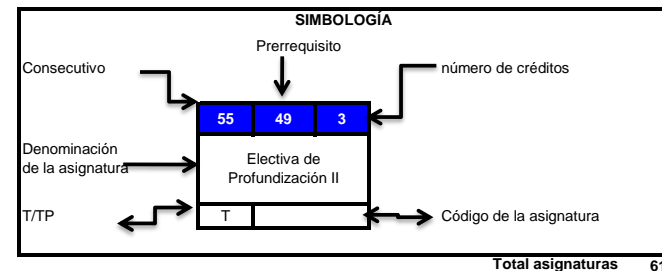 SIMBOLOGÍA
Prerrequisito
Consecutivo
número de créditos
55 49 3
Denominación
de la asignatura
Electiva de
Profundización II
T/TP
T
Código de la asignatura
Total asignaturas 61